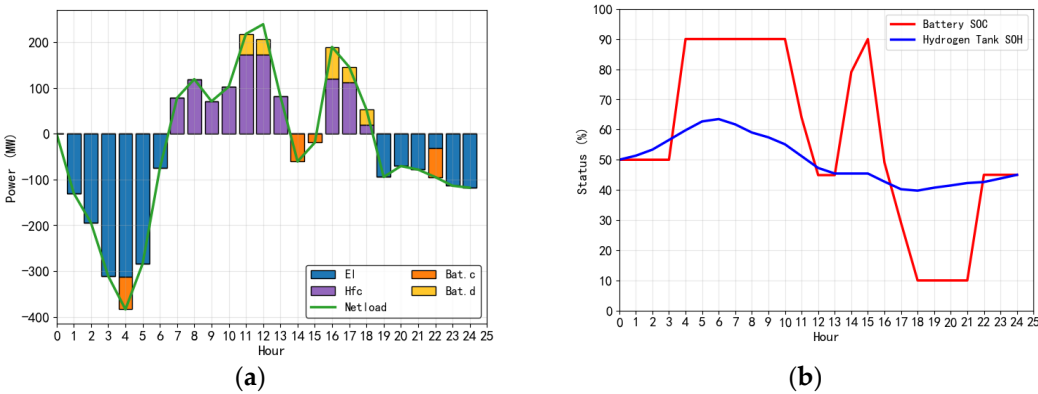 200
100
0
-100
-200
-300
-400
Power (MW)
El
Hfc
Netload
Bat.c
Bat.d
0 1 2 3 4 5 6 7 8 9 10 11 12 13 14 15 16 17 18 19 20 21 22 23 24 25
Hour
(a)
100
90
80
70
60
50
40
30
20
10
0
Status (%)
Battery SOC
Hydrogen Tank SOH
0 1 2 3 4 5 6 7 8 9 10 11 12 13 14 15 16 17 18 19 20 21 22 23 24 25
Hour
(b)